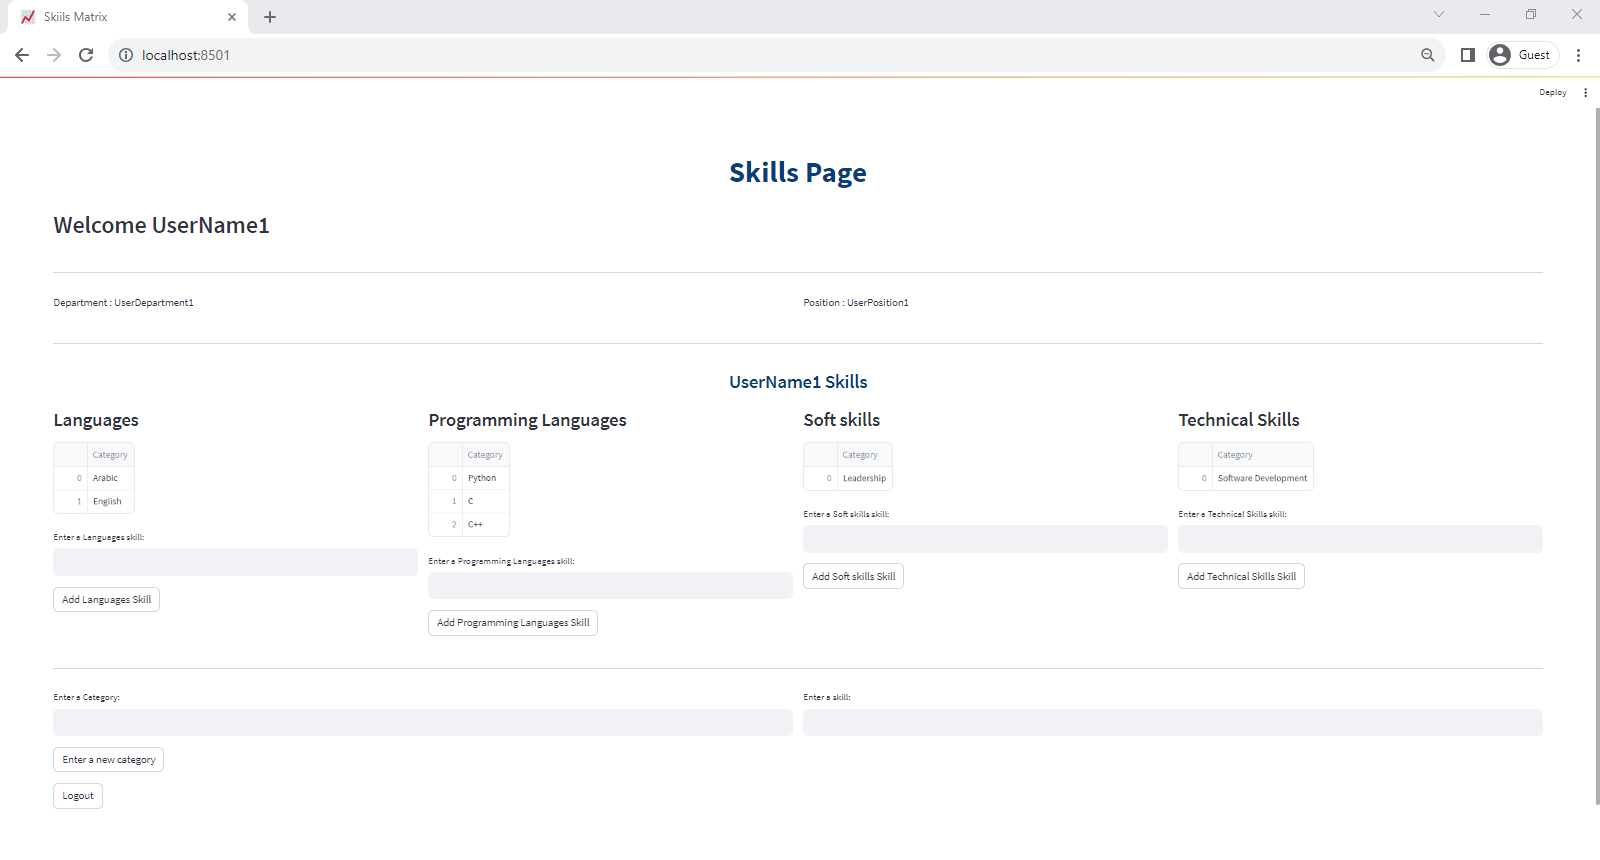 Skiils Matrix
localhost:8501
Guest
Deploy
Skills Page
Welcome UserName1
Department : UserDepartment1
Position : UserPosition1
UserName1 Skills
Languages
Category
0 Arabic
1 English
Enter a Languages skill:
Add Languages Skill
Programming Languages
Category
0 Python
1 C
2 C++
Enter a Programming Languages skill:
Add Programming Languages Skill
Soft skills
Category
0 Leadership
Enter a Soft skills skill:
Add Soft skills Skill
Technical Skills
Category
0 Software Development
Enter a Technical Skills skill:
Add Technical Skills Skill
Enter a Category:
Enter a skill:
Enter a new category
Logout